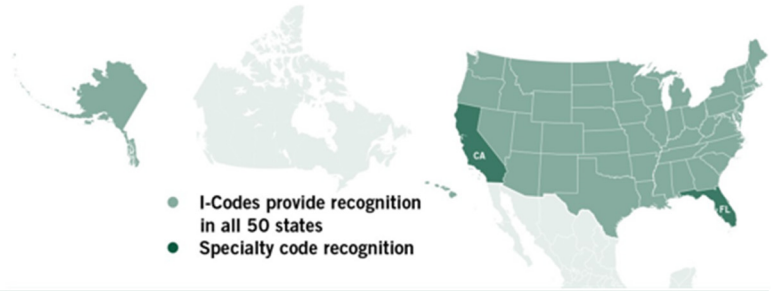 CA
I-Codes provide recognition
in all 50 states
FL
Specialty code recognition